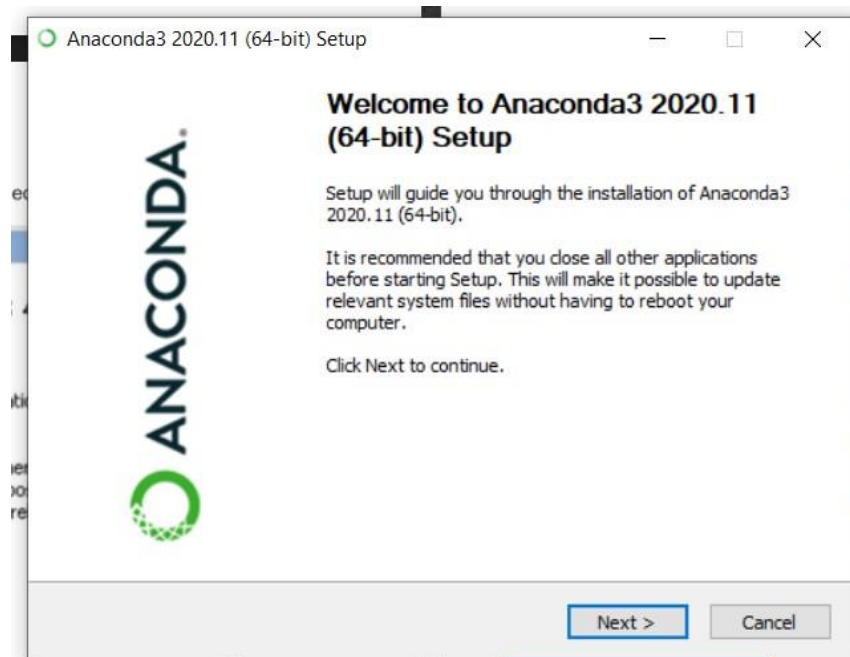 Anaconda3 2020.11 (64-bit) Setup
Welcome to Anaconda3 2020.11
(64-bit) Setup
ANACONDA.
Setup will guide you through the installation of Anaconda3
2020.11 (64-bit).
It is recommended that you close all other applications
before starting Setup. This will make it possible to update
relevant system files without having to reboot your
computer.
Click Next to continue.
Next >
Cancel